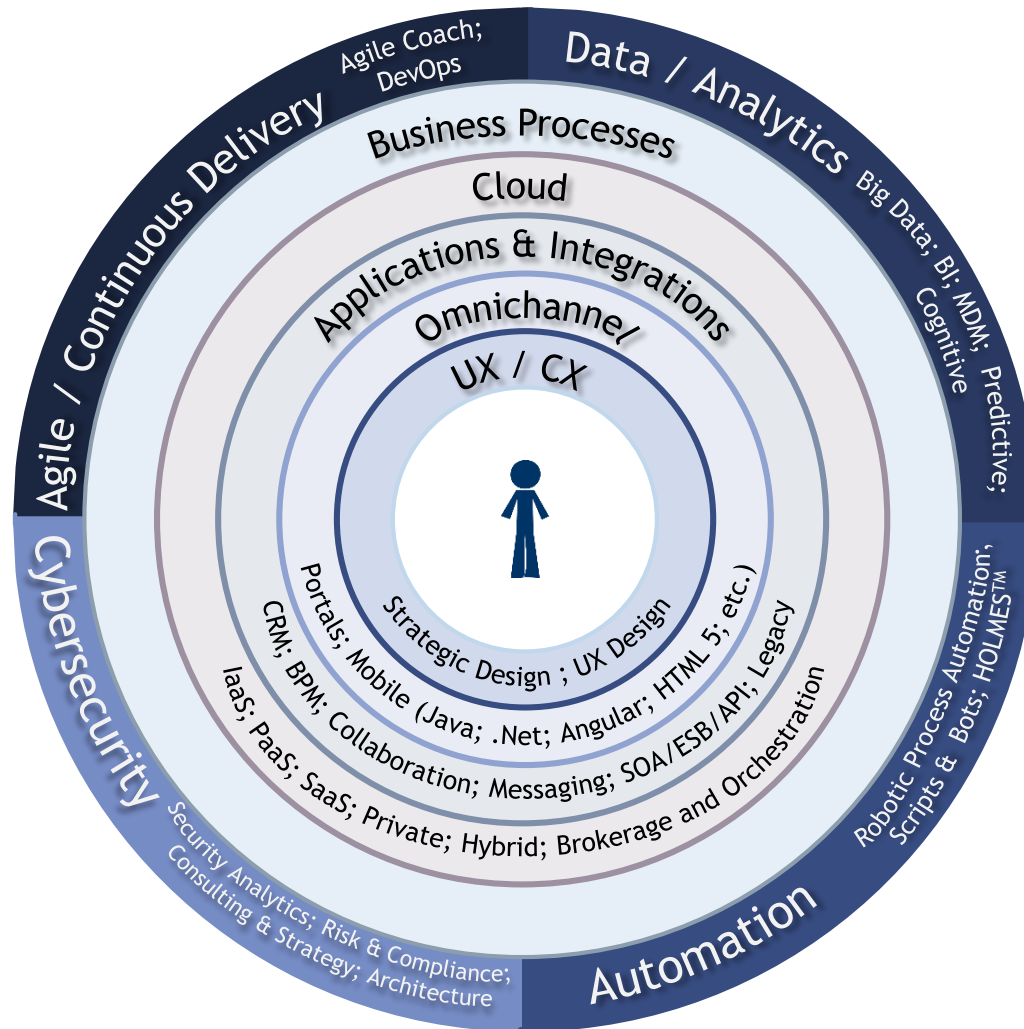 Agile / Continuous Delivery
Agile Coach;
DevOps
Data / Analytics
Big Data; BI; MDM; Predictive;
Cognitive
Business Processes
Cloud
Applications & Integrations
Omnichannel
UX / CX
Strategic Design ; UX Design
Portals; Mobile (Java; .Net; Angular; HTML 5; etc.)
CRM; BPM; Collaboration; Messaging; SOA/ESB/API; Legacy
IaaS; PaaS; SaaS; Private; Hybrid; Brokerage and Orchestration
Cybersecurity
Security Analytics; Risk & Compliance;
Consulting & Strategy; Architecture
Robotic Process Automation;
Scripts & Bots; HOLMES™
Automation